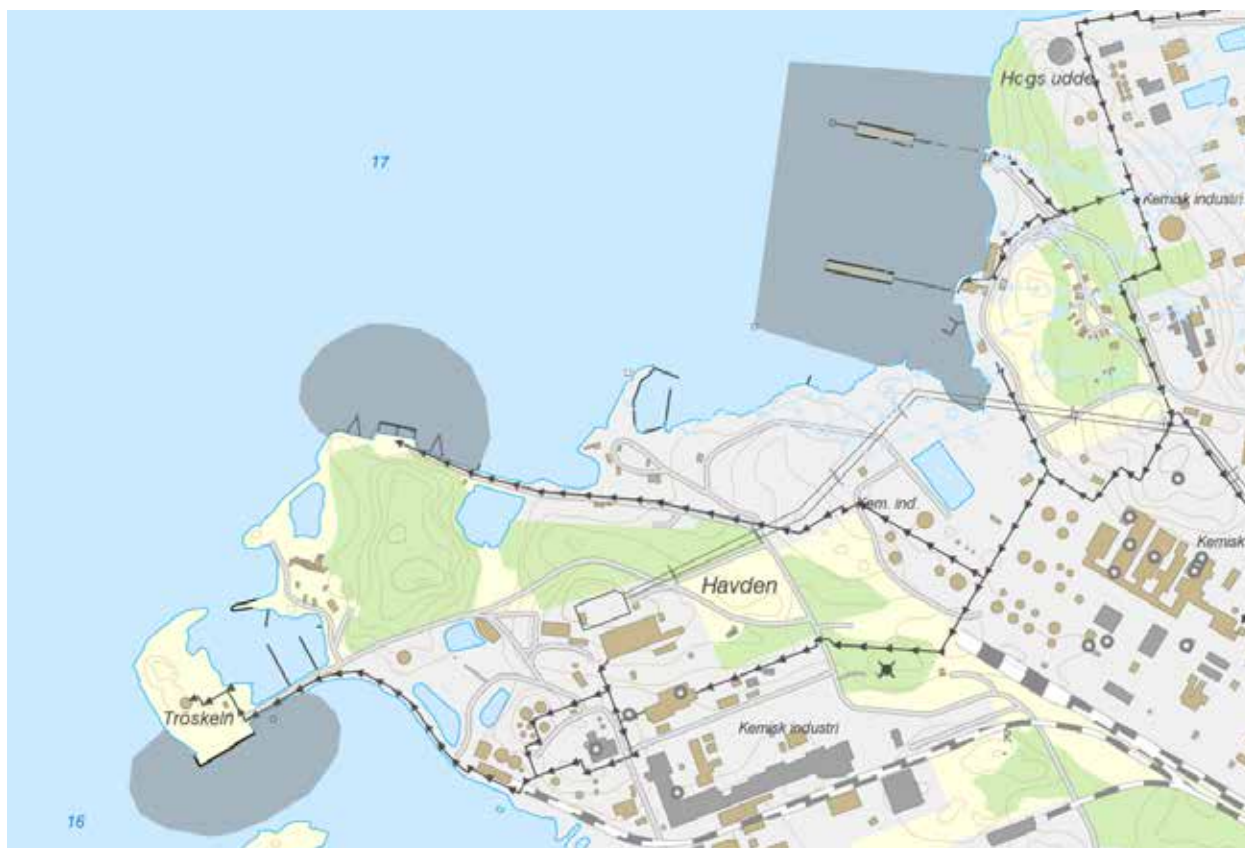 Hogs udde
17
Kemisk industri
Kem. ind.
Kemisk
Havden
Tröskeln
Kemisk industri
16